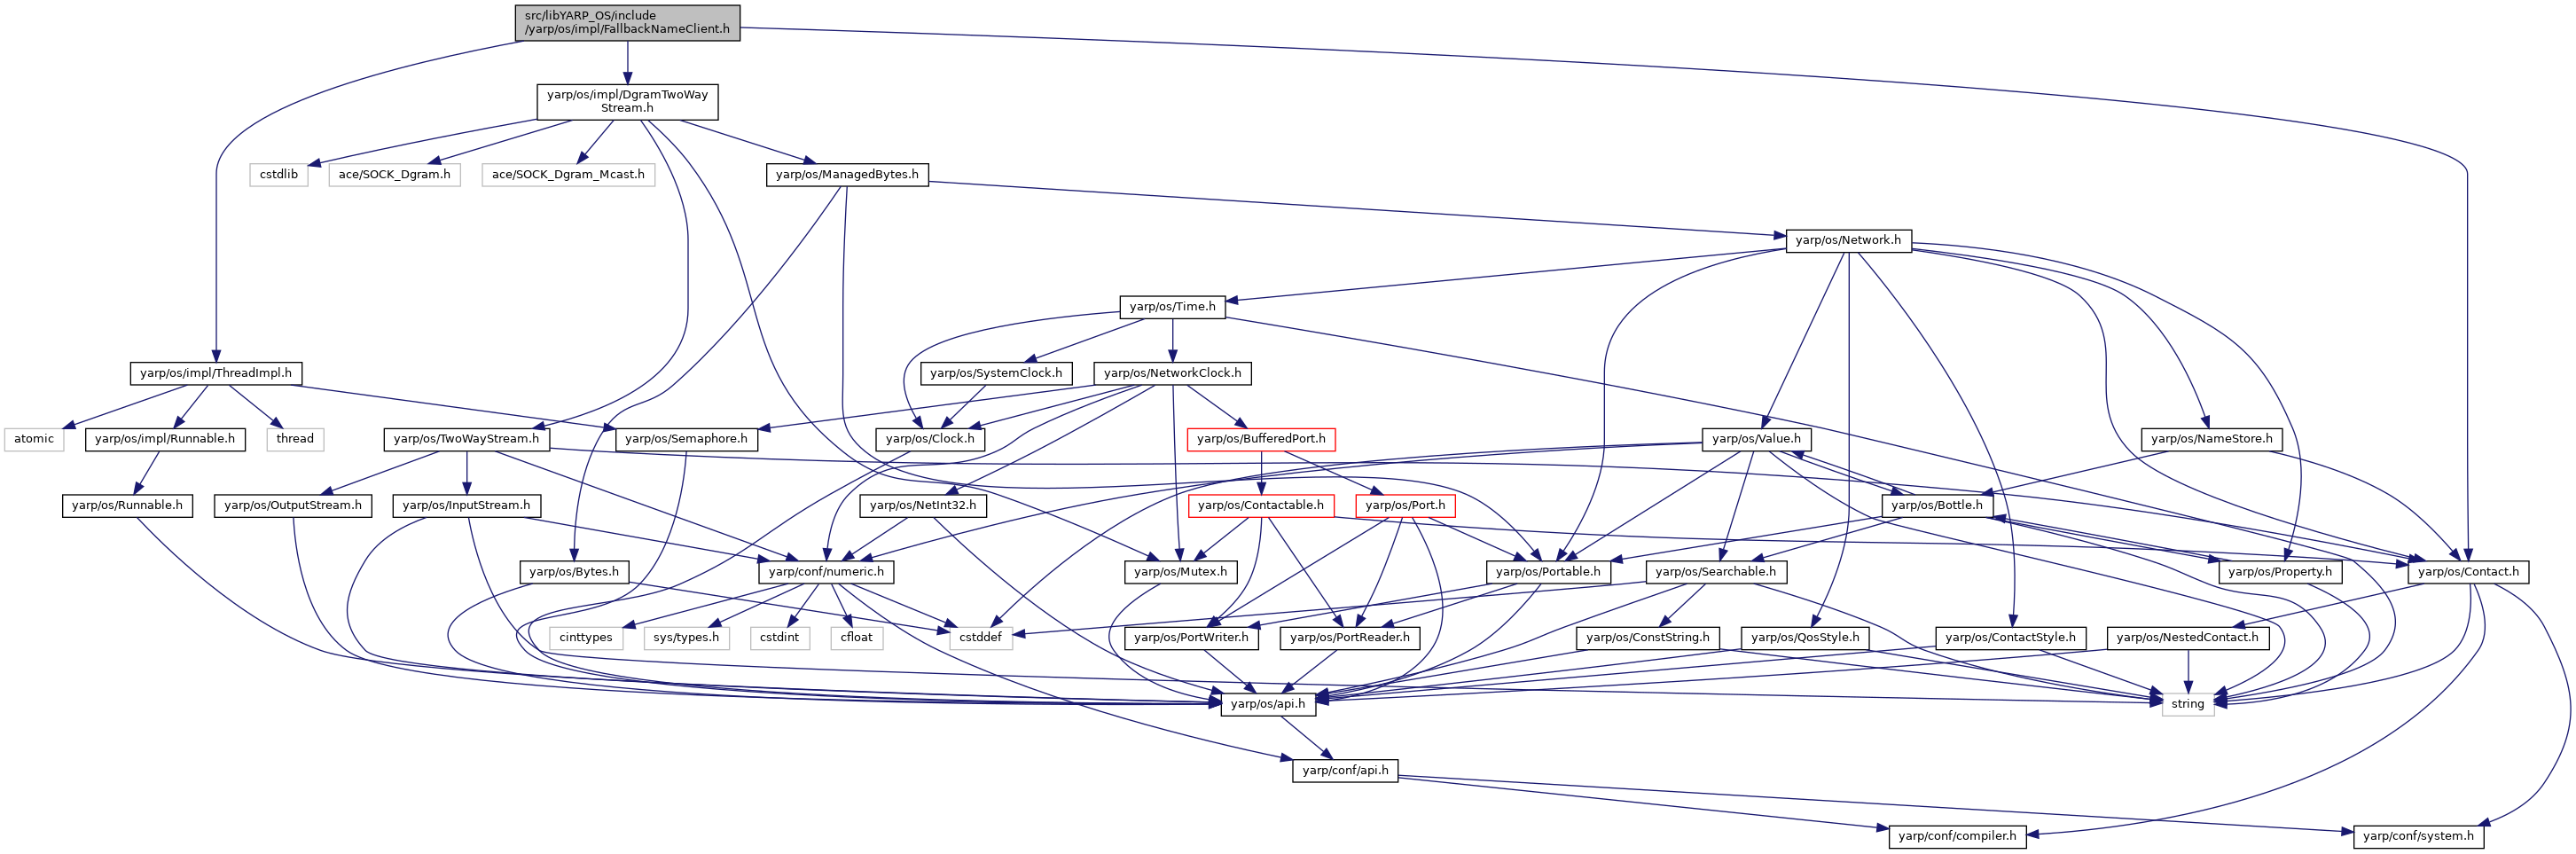 src/libYARP_OS/include
/yarp/os/impl/FallbackNameClient.h
yarp/os/impl/DgramTwoWay
Stream.h
cstdlib
ace/SOCK_Dgram.h
ace/SOCK_Dgram_Mcast.h
yarp/os/ManagedBytes.h
yarp/os/Network.h
yarp/os/Time.h
yarp/os/impl/ThreadImpl.h
yarp/os/SystemClock.h
yarp/os/NetworkClock.h
atomic
yarp/os/impl/Runnable.h
thread
yarp/os/TwoWayStream.h
yarp/os/Semaphore.h
yarp/os/Clock.h
yarp/os/BufferedPort.h
yarp/os/Value.h
yarp/os/NameStore.h
yarp/os/Runnable.h
yarp/os/OutputStream.h
yarp/os/InputStream.h
yarp/os/NetInt32.h
yarp/os/Contactable.h
yarp/os/Port.h
yarp/os/Bottle.h
yarp/os/Bytes.h
yarp/conf/numeric.h
yarp/os/Mutex.h
yarp/os/Portable.h
yarp/os/Searchable.h
yarp/os/Property.h
yarp/os/Contact.h
cinttypes
sys/types.h
cstdint
cfloat
cstddef
yarp/os/PortWriter.h
yarp/os/PortReader.h
yarp/os/ConstString.h
yarp/os/QosStyle.h
yarp/os/ContactStyle.h
yarp/os/NestedContact.h
yarp/os/api.h
string
yarp/conf/api.h
yarp/conf/compiler.h
yarp/conf/system.h